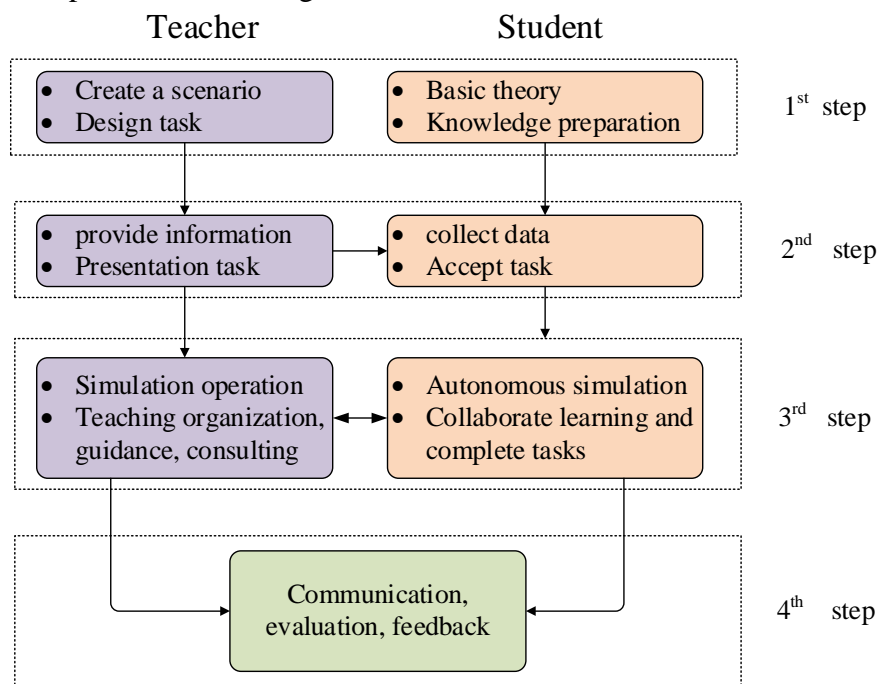 Teacher Student
• Create a scenario
• Design task
• Basic theory
• Knowledge preparation
1st step
• provide information
• Presentation task
• collect data
• Accept task
2nd step
• Simulation operation
• Teaching organization,
guidance, consulting
• Autonomous simulation
• Collaborate learning and
complete tasks
3rd step
Communication,
evaluation, feedback
4th step